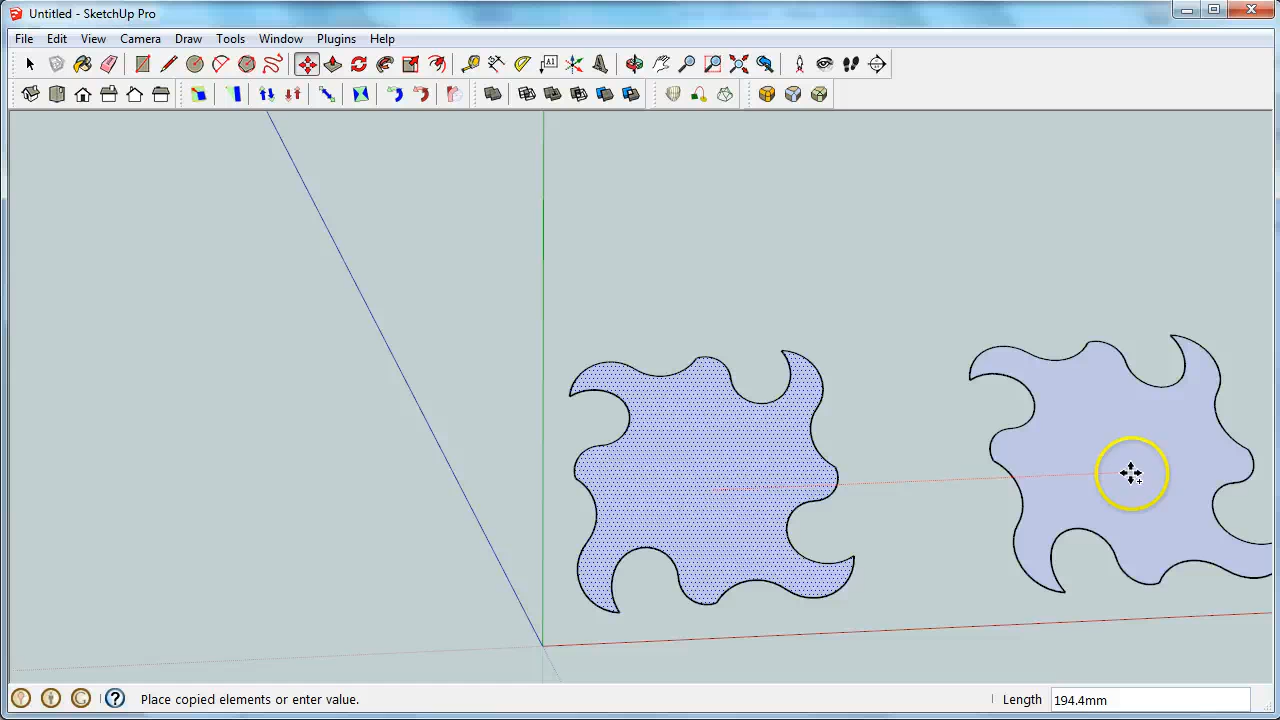 Untitled - SketchUp Pro
File Edit View Camera Draw Tools Window Plugins Help
A1
Place copied elements or enter value. Length 194.4mm